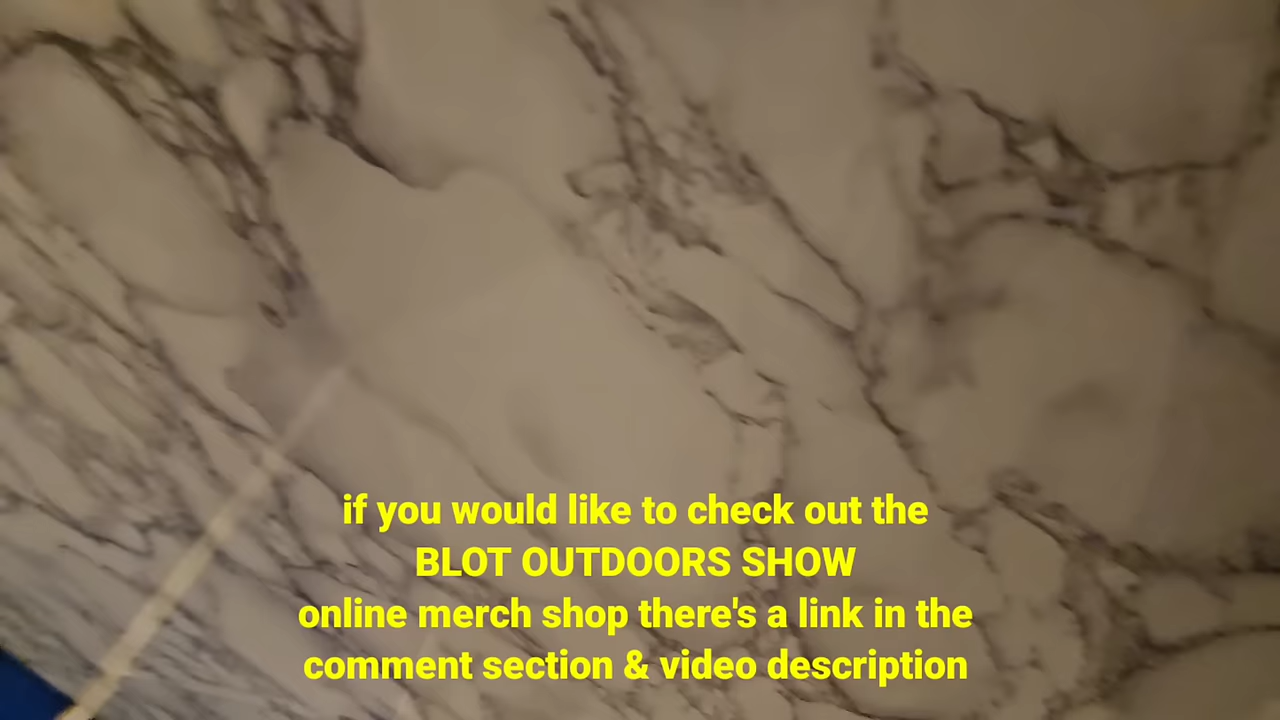 if you would like to check out the
BLOT OUTDOORS SHOW
online merch shop there's a link in the
comment section & video description